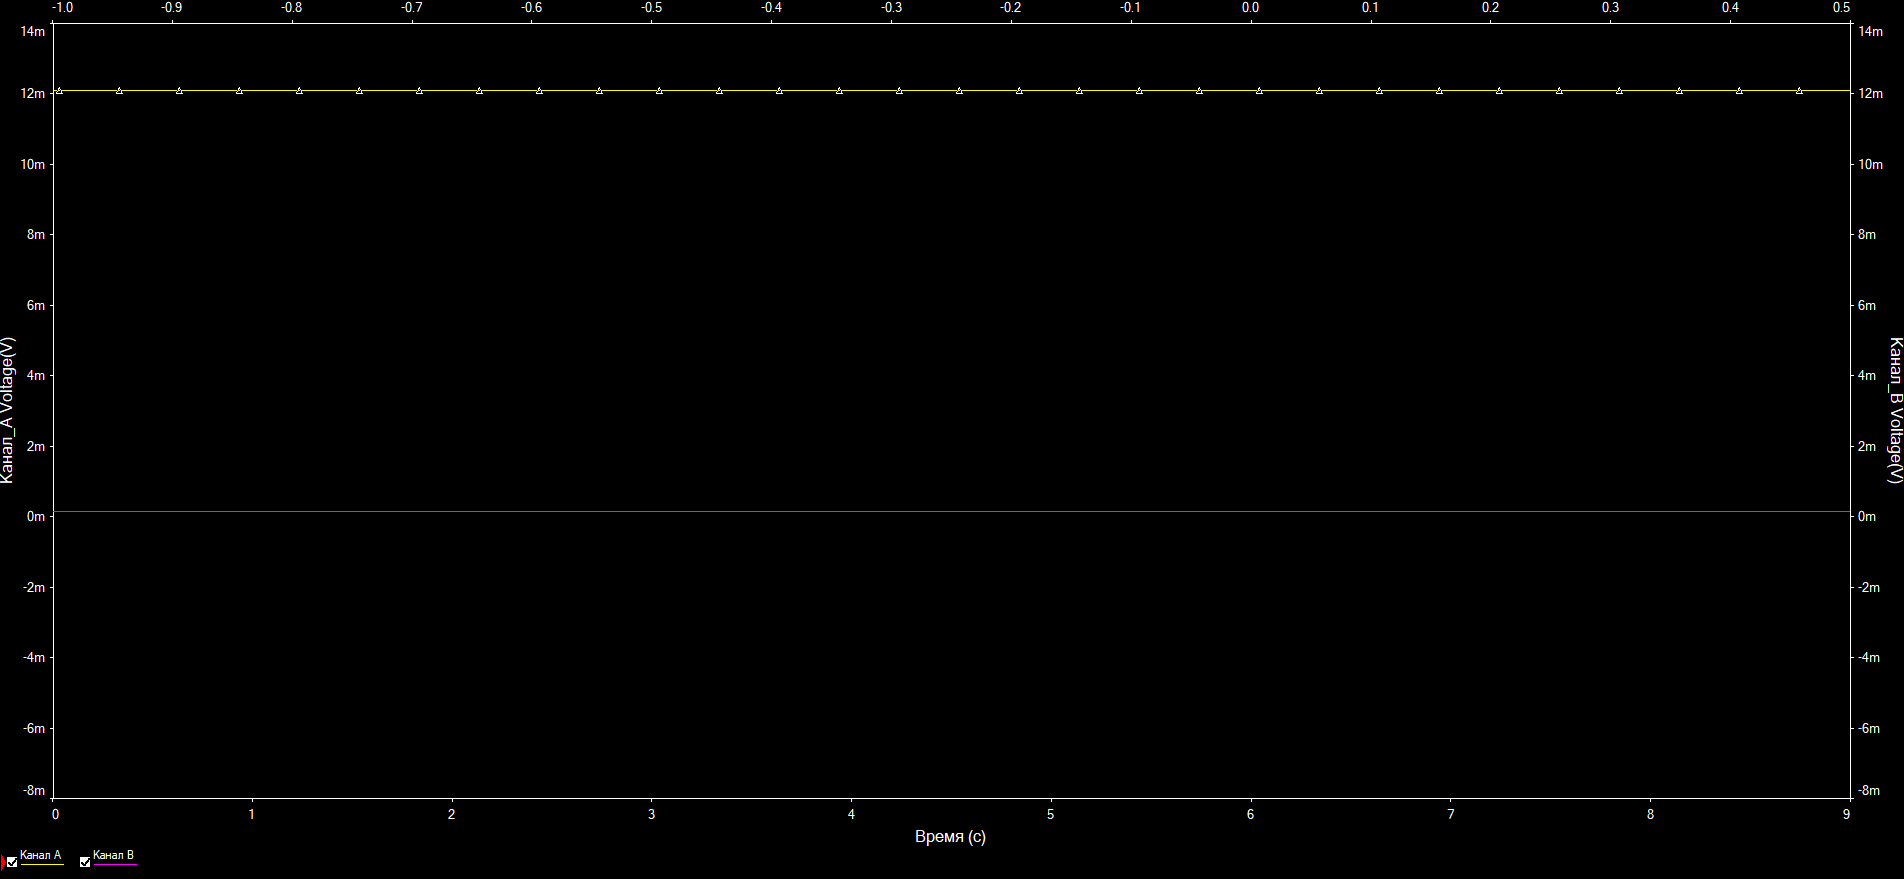 -1.0 -0.9 -0.8 -0.7 -0.6 -0.5 -0.4 -0.3 -0.2 -0.1 0.0 0.1 0.2 0.3 0.4 0.5
14m 14m
12m 12m
10m 10m
8m 8m
6m 6m
4m 4m
2m 2m
0m 0m
-2m -2m
-4m -4m
-6m -6m
-8m -8m
Канал_A Voltage(V)
Канал_B Voltage(V)
0 1 2 3 4 5 6 7 8 9
Время (с)
Канал A Канал B